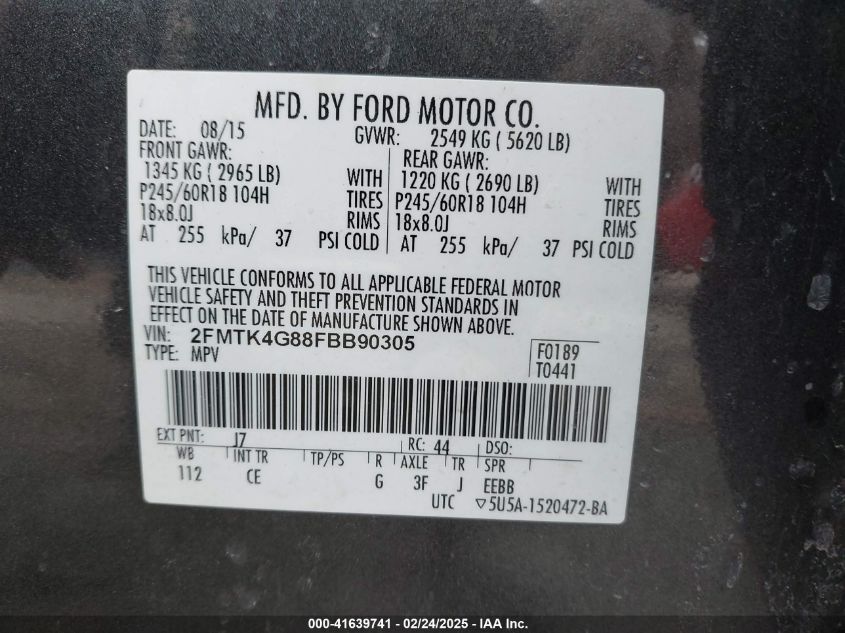 MFD. BY FORD MOTOR CO.
DATE: 08/15 GVWR: 2549 KG ( 5620 LB)
FRONT GAWR: REAR GAWR:
1345 KG ( 2965 LB) WITH 1220 KG ( 2690 LB) WITH
P245/60R18 104H TIRES P245/60R18 104H TIRES
18x8.0J RIMS 18x8.0J RIMS
AT 255 kPa/ 37 PSI COLD AT 255 kPa/ 37 PSI COLD
THIS VEHICLE CONFORMS TO ALL APPLICABLE FEDERAL MOTOR
VEHICLE SAFETY AND THEFT PREVENTION STANDARDS IN
EFFECT ON THE DATE OF MANUFACTURE SHOWN ABOVE.
VIN: 2FMTK4G88FBB90305 F0189
TYPE: MPV T0441
EXT PNT: J7 RC: 44 DSO:
WB INT TR TP/PS R AXLE TR SPR
112 CE G 3F J EEBB
UTC ▽5U5A-1520472-BA
000-41639741 / 02/24/2025 - IAA Inc.